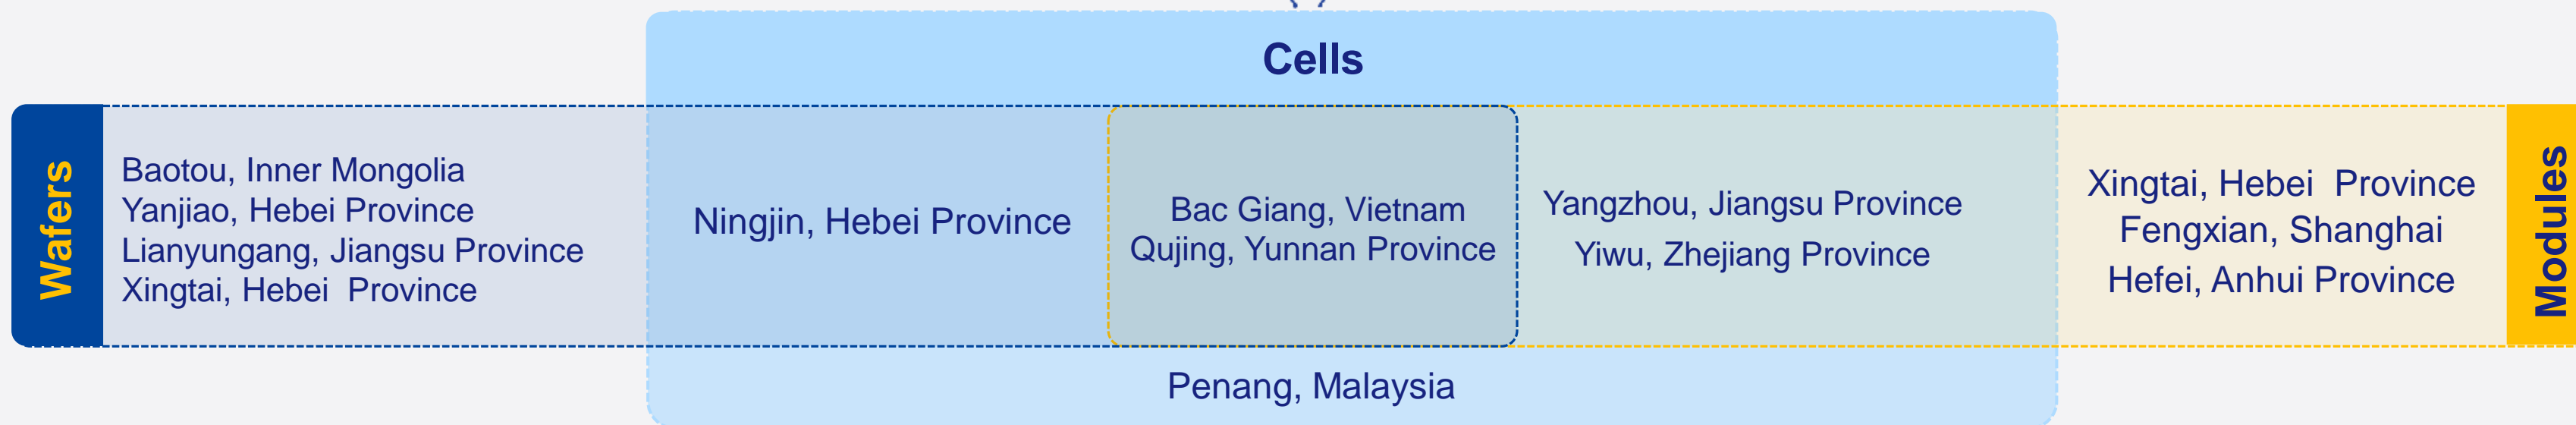 Cells
Wafers
Baotou, Inner Mongolia
Yanjiao, Hebei Province
Lianyungang, Jiangsu Province
Xingtai, Hebei  Province
Ningjin, Hebei Province
Bac Giang, Vietnam
Qujing, Yunnan Province
Yangzhou, Jiangsu Province
Yiwu, Zhejiang Province
Xingtai, Hebei  Province
Fengxian, Shanghai
Hefei, Anhui Province
Modules
Penang, Malaysia